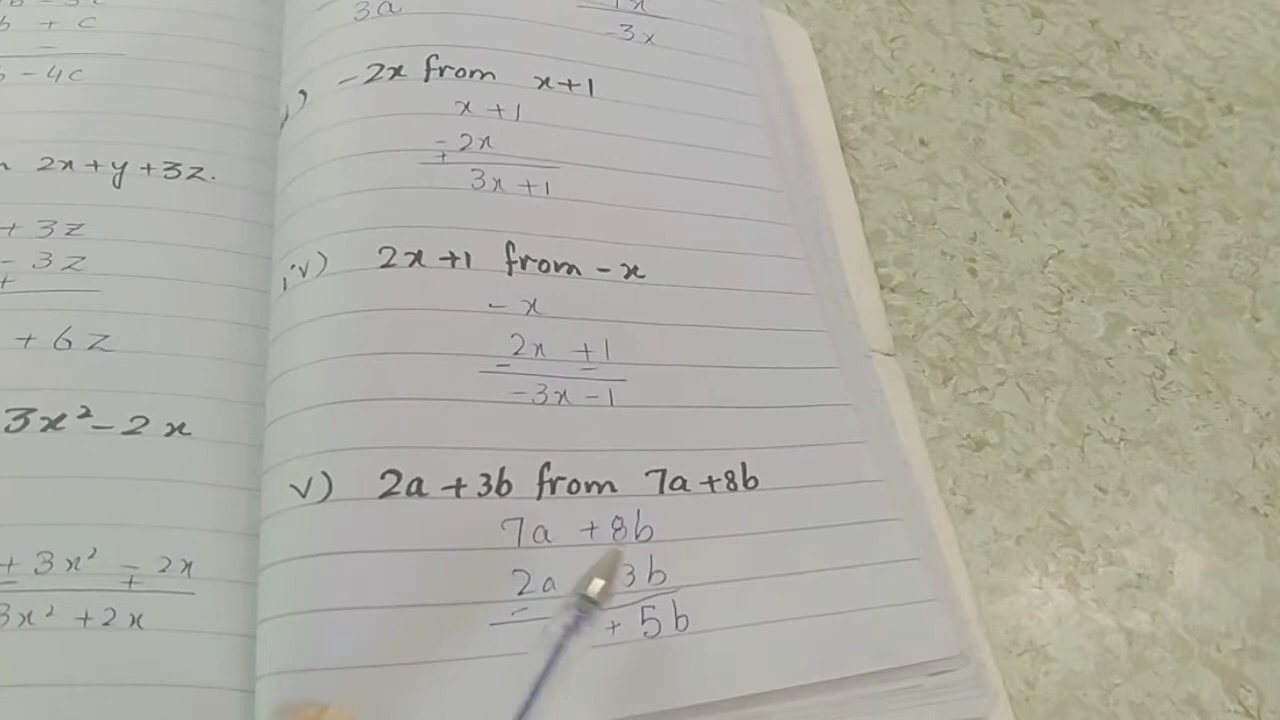 + c
- 4c
2x+y+3z.
+ 3z
- 3z
+
+ 6z
3x² - 2x
+ 3x² - 2x
- +
3x² + 2x
3a
-3x
) -2x from x+1
x + 1
- 2x
+
3x + 1
iv) 2x+1 from -x
- x
2x + 1
- -
-3x - 1
v) 2a+3b from 7a+8b
7a + 8b
2a 3b
-
+ 5b